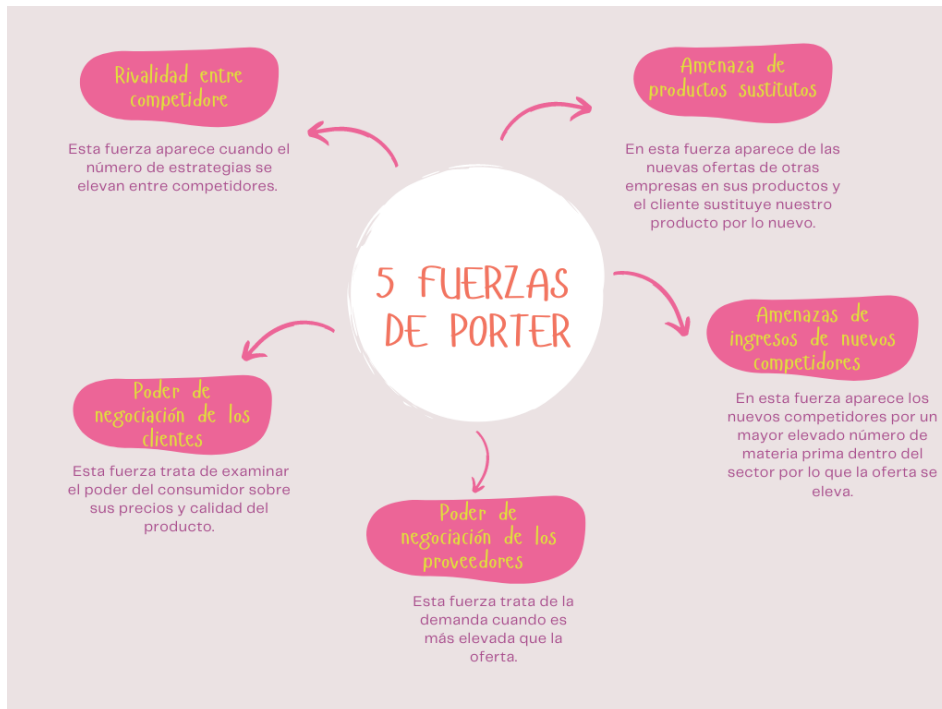 5 FUERZAS
DE PORTER
Rivalidad entre
competidore
Esta fuerza aparece cuando el
número de estrategias se
elevan entre competidores.
Amenaza de
productos sustitutos
En esta fuerza aparece de las
nuevas ofertas de otras
empresas en sus productos y
el cliente sustituye nuestro
producto por lo nuevo.
Amenazas de
ingresos de nuevos
competidores
En esta fuerza aparece los
nuevos competidores por un
mayor elevado número de
materia prima dentro del
sector por lo que la oferta se
eleva.
Poder de
negociación de los
clientes
Esta fuerza trata de examinar
el poder del consumidor sobre
sus precios y calidad del
producto.
Poder de
negociación de los
proveedores
Esta fuerza trata de la
demanda cuando es
más elevada que la
oferta.